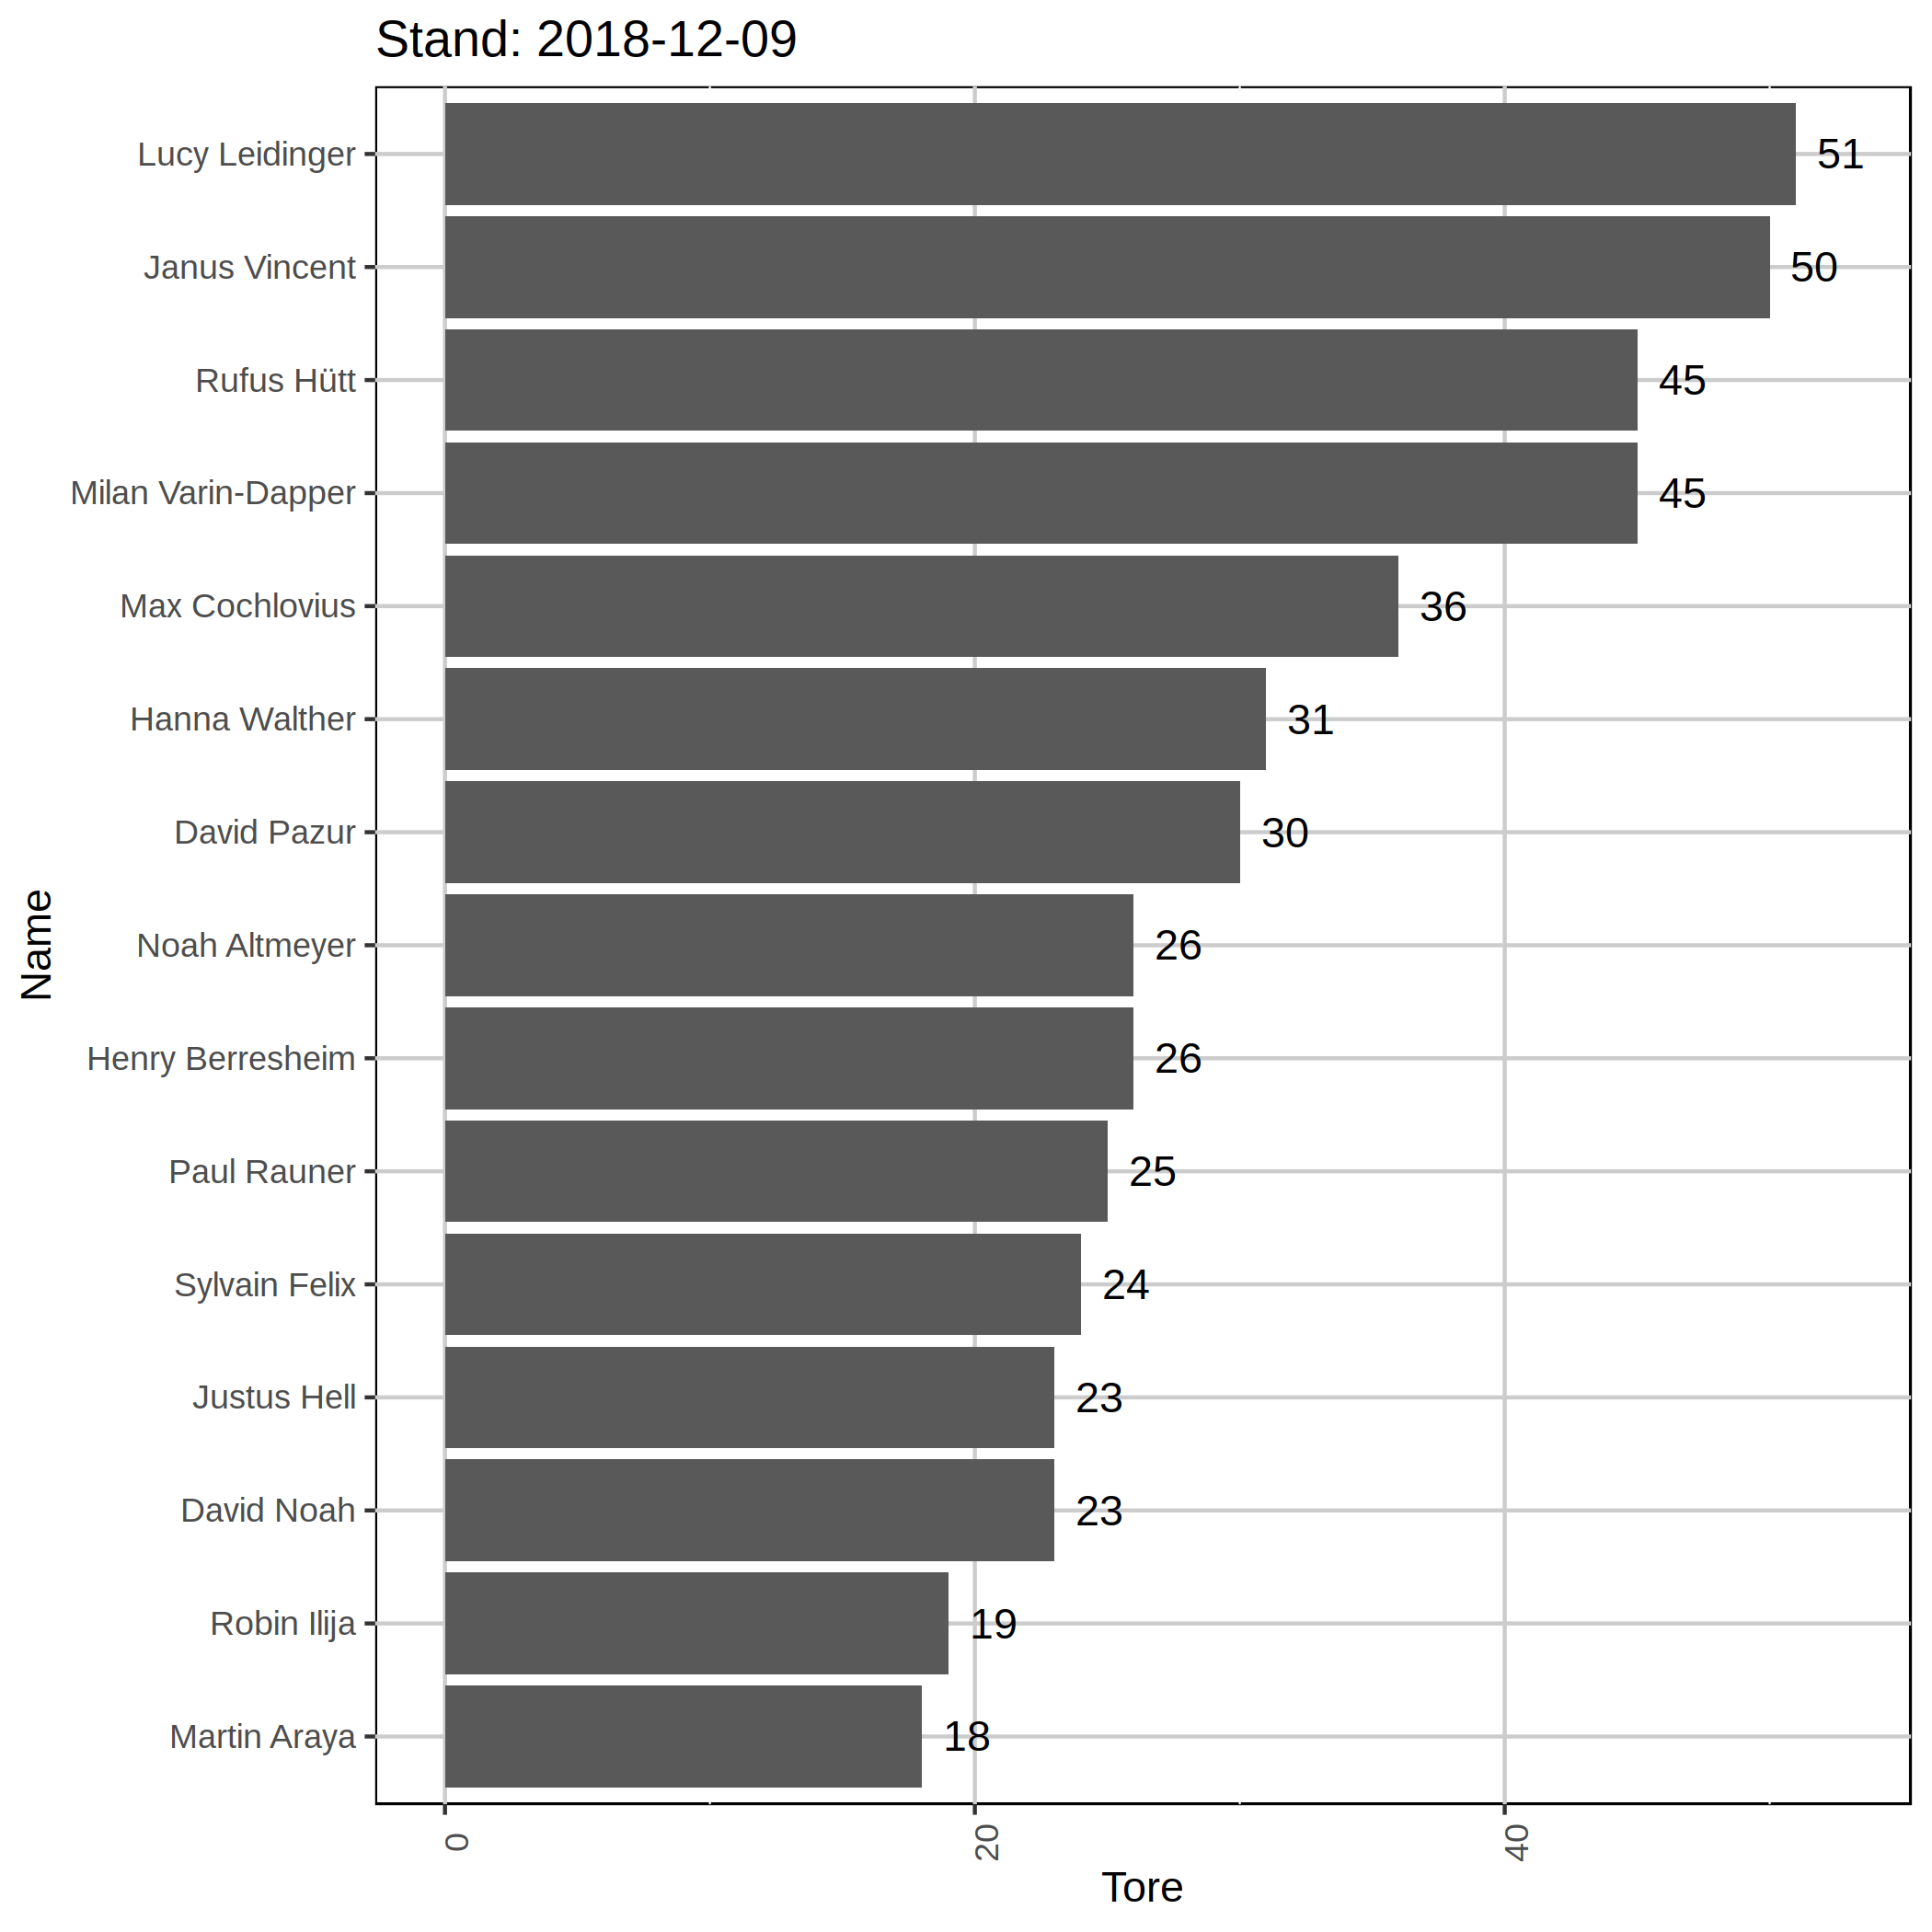 Stand: 2018-12-09
Lucy Leidinger 51
Janus Vincent 50
Rufus Hütt 45
Milan Varin-Dapper 45
Max Cochlovius 36
Hanna Walther 31
David Pazur 30
Noah Altmeyer 26
Henry Berresheim 26
Paul Rauner 25
Sylvain Felix 24
Justus Hell 23
David Noah 23
Robin Ilija 19
Martin Araya 18
Name
0 20 40
Tore